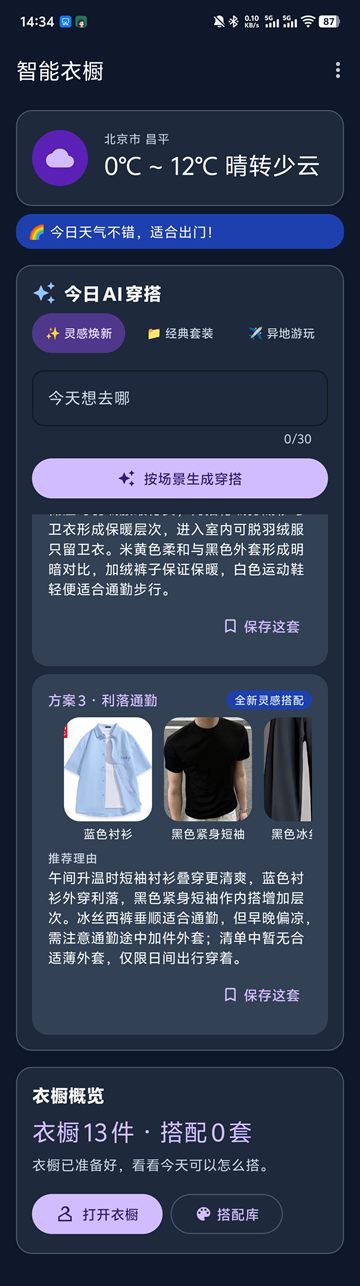 14:34
0.10
KB/s
5G
5G
87
智能衣橱
北京市 昌平
0℃ ~ 12℃ 晴转少云
🌈 今日天气不错，适合出门！
今日AI穿搭
✨ 灵感焕新
📁 经典套装
✈️ 异地游玩
今天想去哪
0/30
按场景生成穿搭
卫衣形成保暖层次，进入室内可脱羽绒服
只留卫衣。米黄色柔和与黑色外套形成明
暗对比，加绒裤子保证保暖，白色运动鞋
轻便适合通勤步行。
保存这套
方案3 · 利落通勤
全新灵感搭配
蓝色衬衫
黑色紧身短袖
黑色冰
推荐理由
午间升温时短袖衬衫叠穿更清爽，蓝色衬
衫外穿利落，黑色紧身短袖作内搭增加层
次。冰丝西裤垂顺适合通勤，但早晚偏凉，
需注意通勤途中加件外套；清单中暂无合
适薄外套，仅限日间出行穿着。
保存这套
衣橱概览
衣橱13件 · 搭配0套
衣橱已准备好，看看今天可以怎么搭。
打开衣橱
搭配库